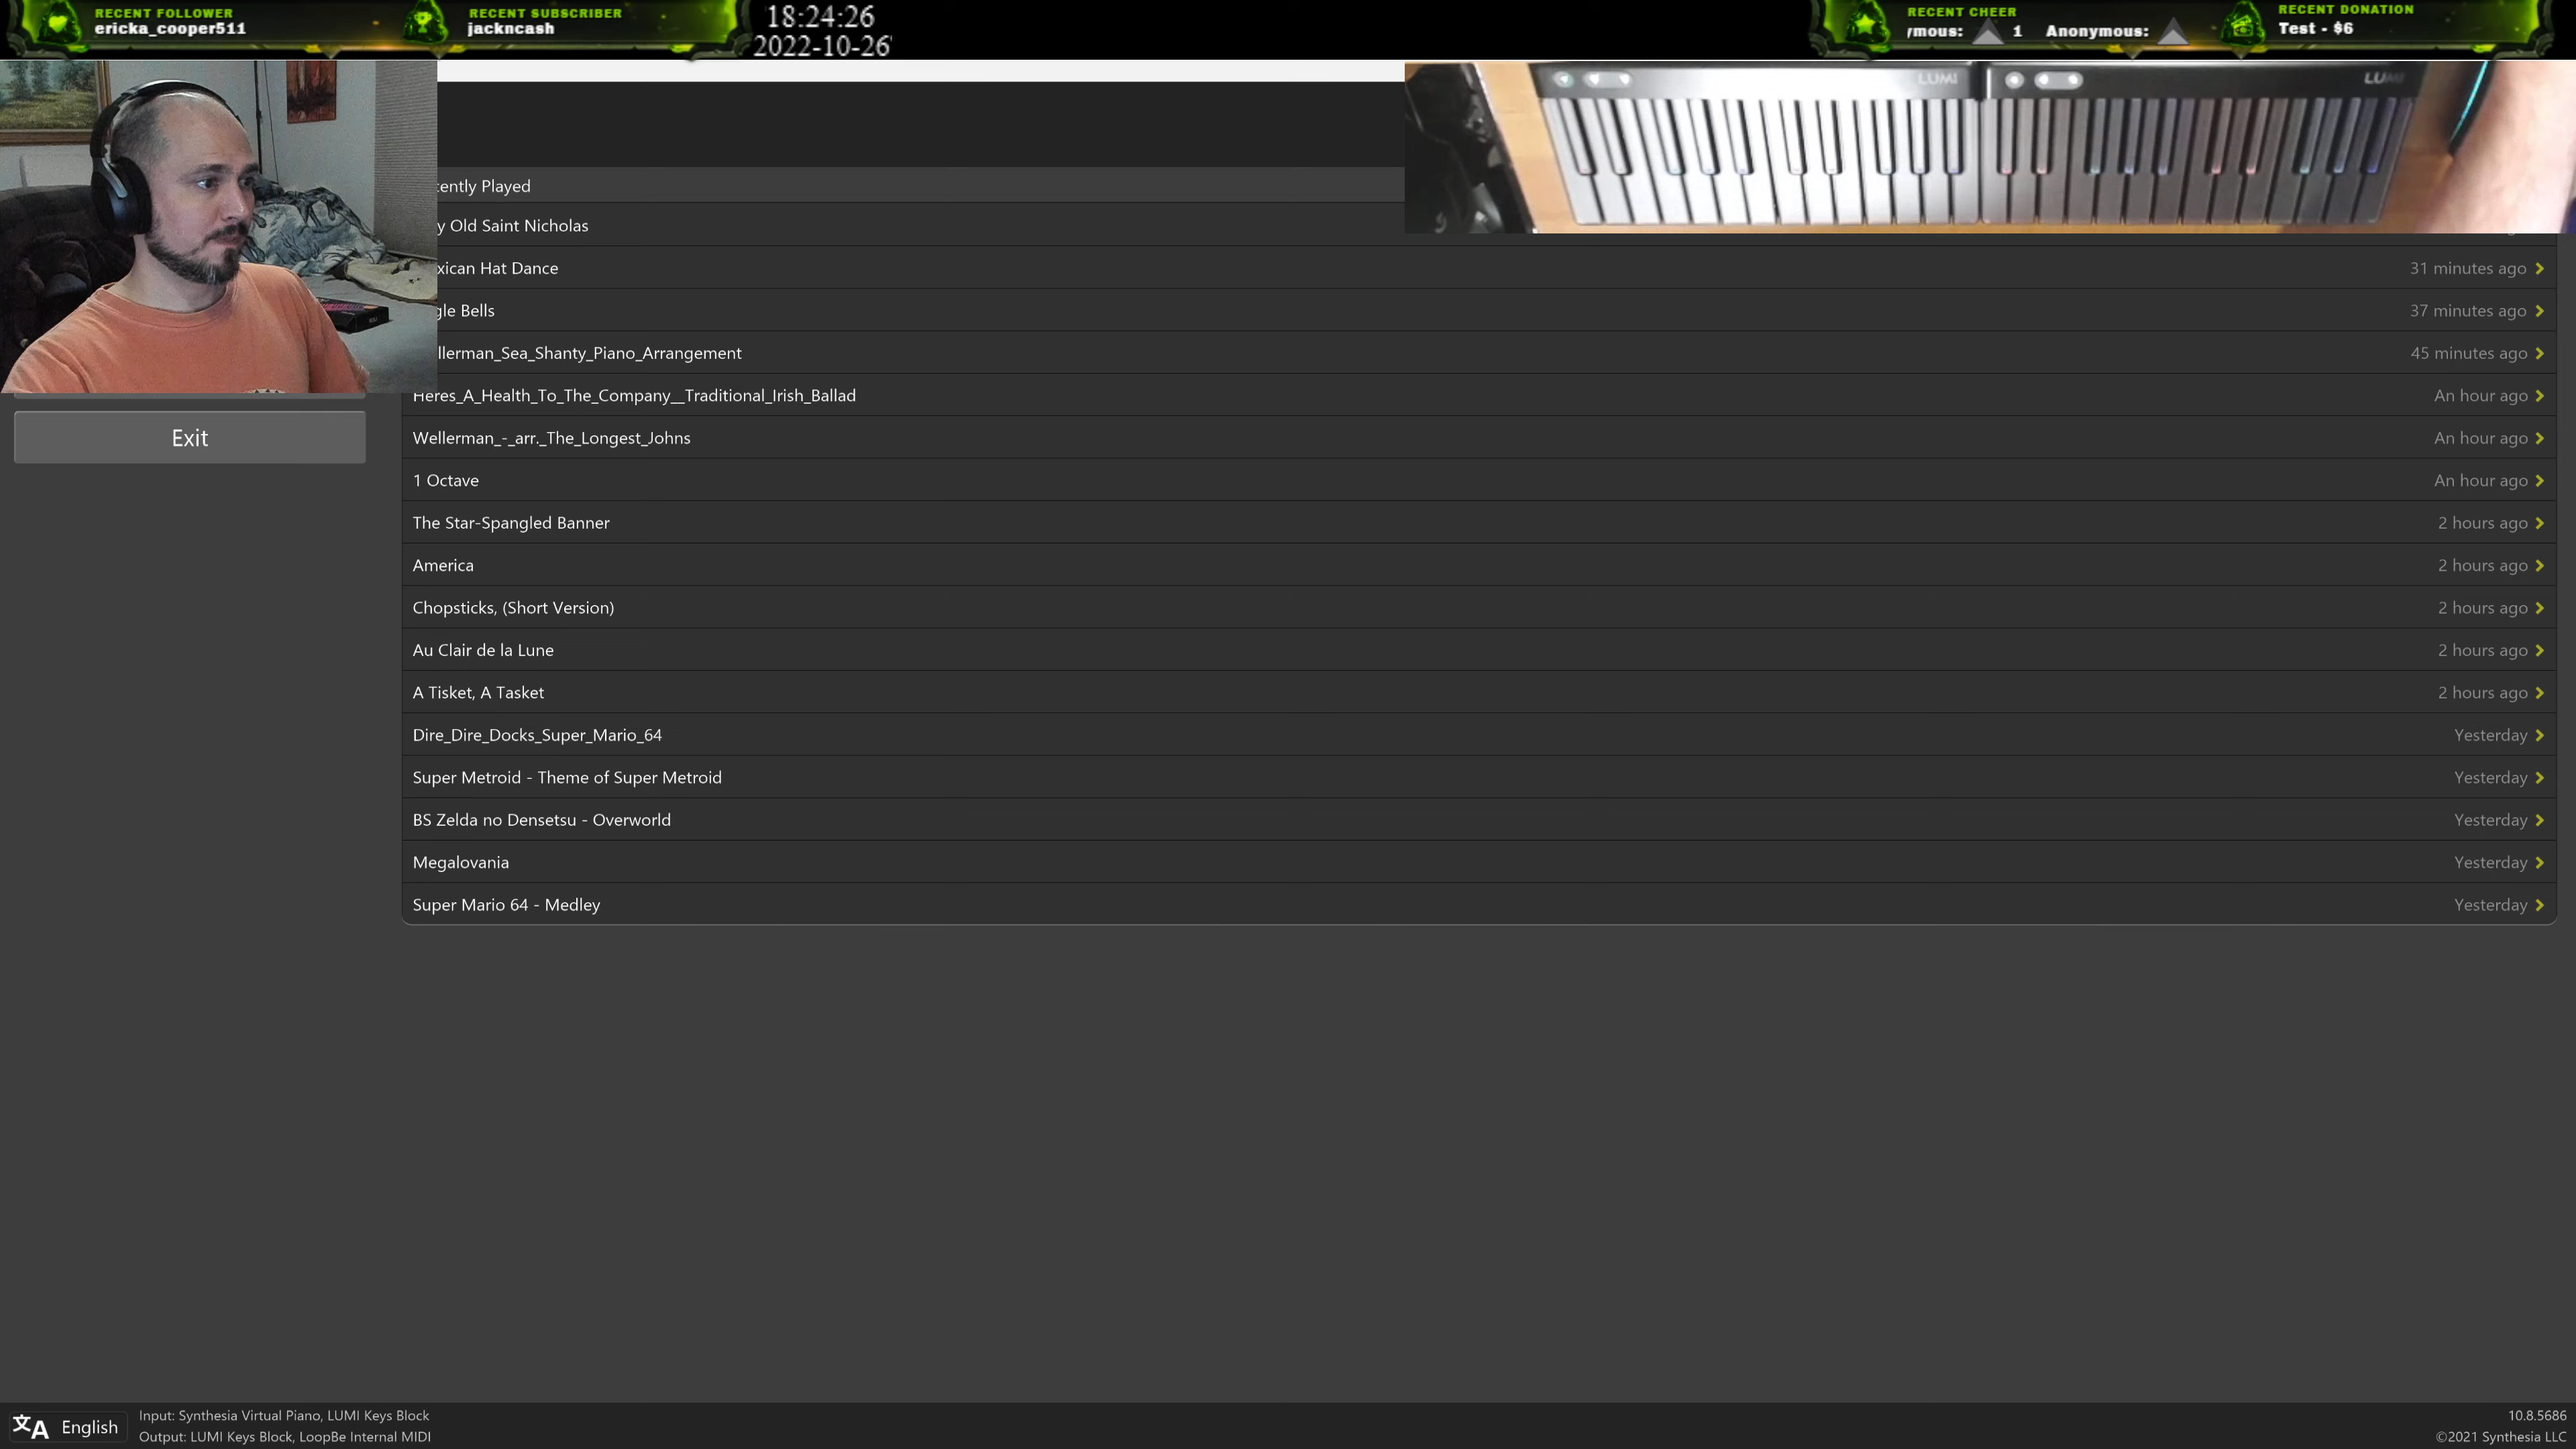 RECENT FOLLOWER
ericka_cooper511
RECENT SUBSCRIBER
jackncash
18:24:26
2022-10-26
RECENT CHEER
ymous: 1 Anonymous:
RECENT DONATION
Test - $6
LUMI
LUMI
ently Played
y Old Saint Nicholas
xican Hat Dance 31 minutes ago
gle Bells 37 minutes ago
llerman_Sea_Shanty_Piano_Arrangement 45 minutes ago
Heres_A_Health_To_The_Company__Traditional_Irish_Ballad An hour ago
Exit
Wellerman_-_arr._The_Longest_Johns An hour ago
1 Octave An hour ago
The Star-Spangled Banner 2 hours ago
America 2 hours ago
Chopsticks, (Short Version) 2 hours ago
Au Clair de la Lune 2 hours ago
A Tisket, A Tasket 2 hours ago
Dire_Dire_Docks_Super_Mario_64 Yesterday
Super Metroid - Theme of Super Metroid Yesterday
BS Zelda no Densetsu - Overworld Yesterday
Megalovania Yesterday
Super Mario 64 - Medley Yesterday
文A English
Input: Synthesia Virtual Piano, LUMI Keys Block
Output: LUMI Keys Block, LoopBe Internal MIDI
10.8.5686
©2021 Synthesia LLC